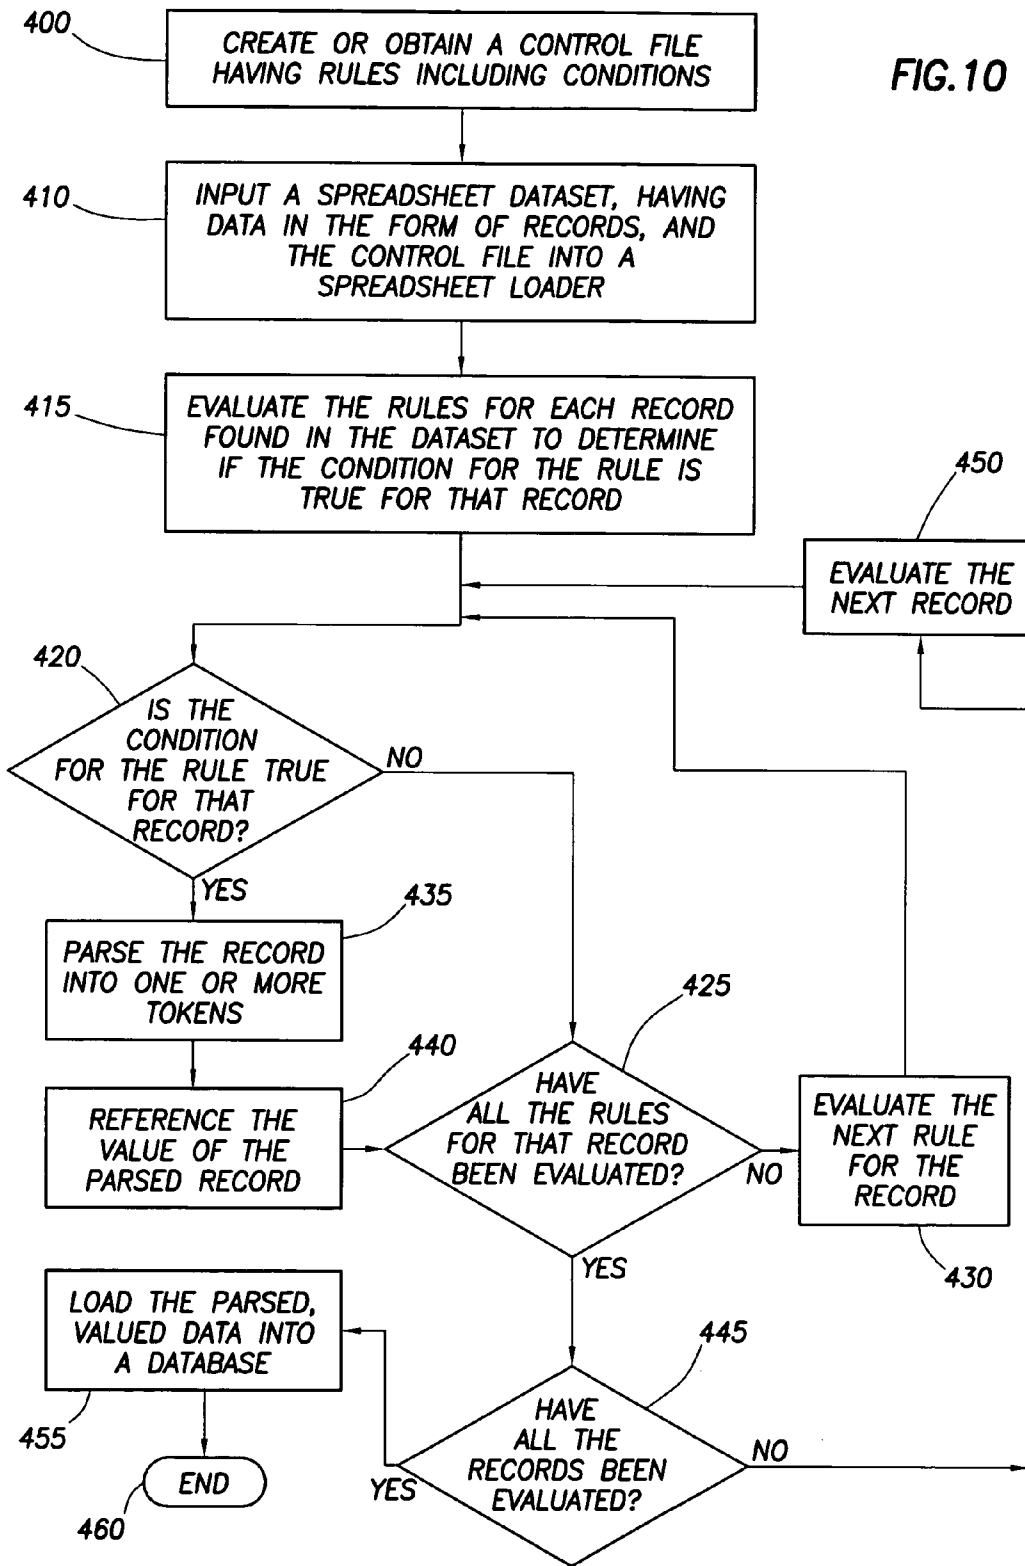 400
CREATE OR OBTAIN A CONTROL FILE
HAVING RULES INCLUDING CONDITIONS
FIG.10
410
INPUT A SPREADSHEET DATASET, HAVING
DATA IN THE FORM OF RECORDS, AND
THE CONTROL FILE INTO A
SPREADSHEET LOADER
415
EVALUATE THE RULES FOR EACH RECORD
FOUND IN THE DATASET TO DETERMINE
IF THE CONDITION FOR THE RULE IS
TRUE FOR THAT RECORD
450
EVALUATE THE
NEXT RECORD
420
IS THE
CONDITION
FOR THE RULE TRUE
FOR THAT
RECORD?
NO
YES
435
PARSE THE RECORD
INTO ONE OR MORE
TOKENS
440
REFERENCE THE
VALUE OF THE
PARSED RECORD
425
HAVE
ALL THE RULES
FOR THAT RECORD
BEEN EVALUATED?
NO
YES
EVALUATE THE
NEXT RULE
FOR THE
RECORD
430
LOAD THE PARSED,
VALUED DATA INTO
A DATABASE
455
END
460
445
HAVE
ALL THE
RECORDS BEEN
EVALUATED?
YES
NO